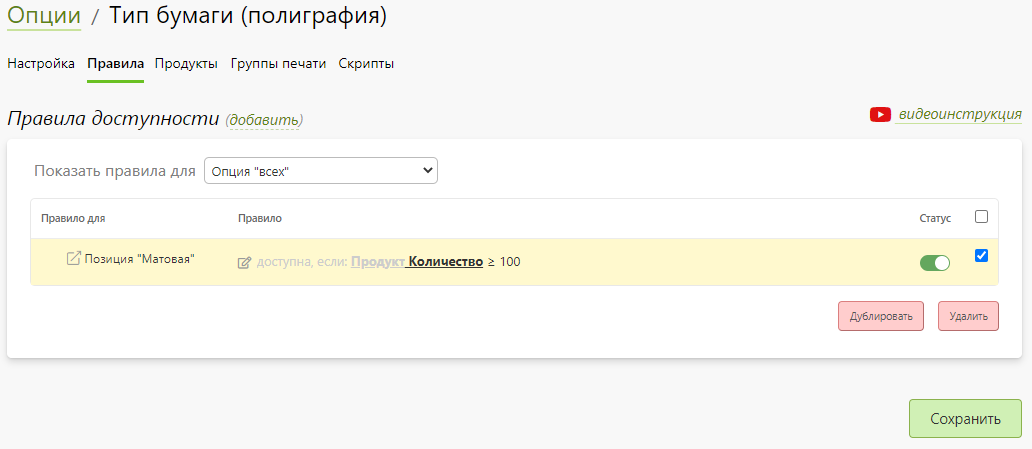 Опции / Тип бумаги (полиграфия)
Настройка Правила Продукты Группы печати Скрипты
Правила доступности (добавить)
видеоинструкция
Показать правила для Опция "всех"
Правило для Правило Статус
Позиция "Матовая" доступна, если: Продукт Количество ≥ 100
Дублировать Удалить
Сохранить